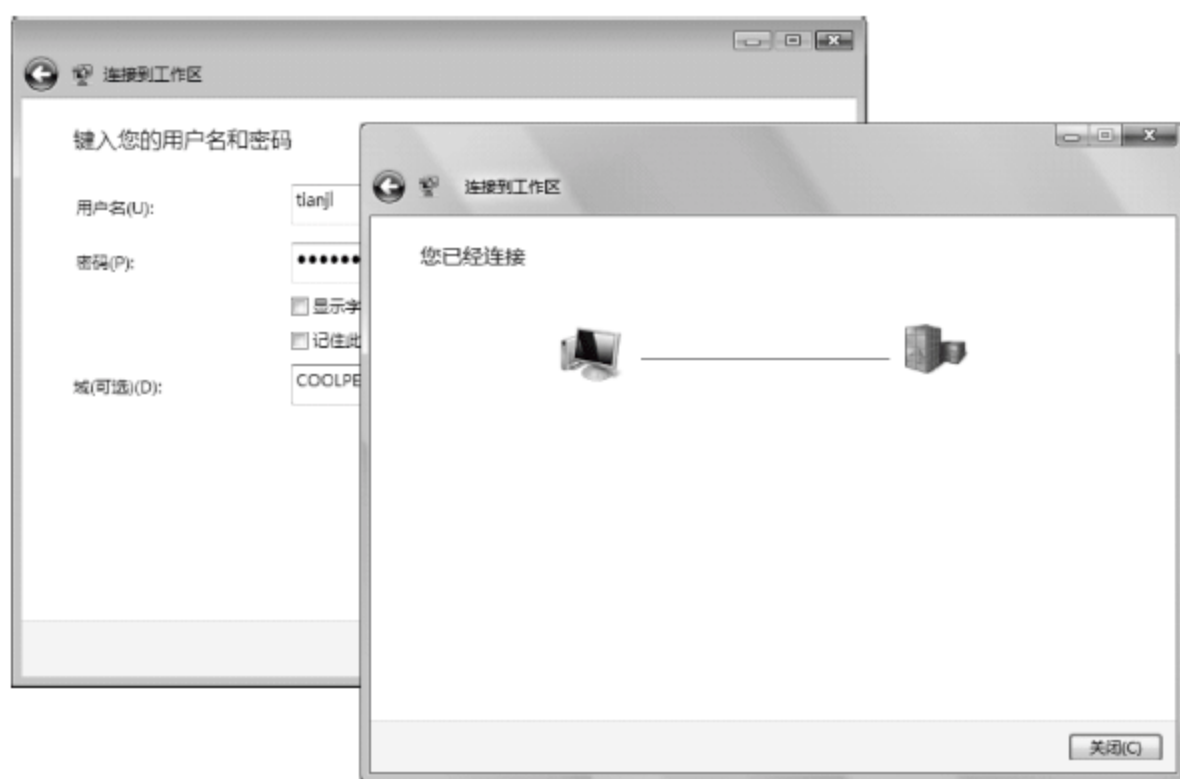 连接到工作区
键入您的用户名和密码
用户名(U):
tianjl
密码(P):
••••••
显示字
记住此
域(可选)(D):
COOLPE
连接到工作区
您已经连接
关闭(C)